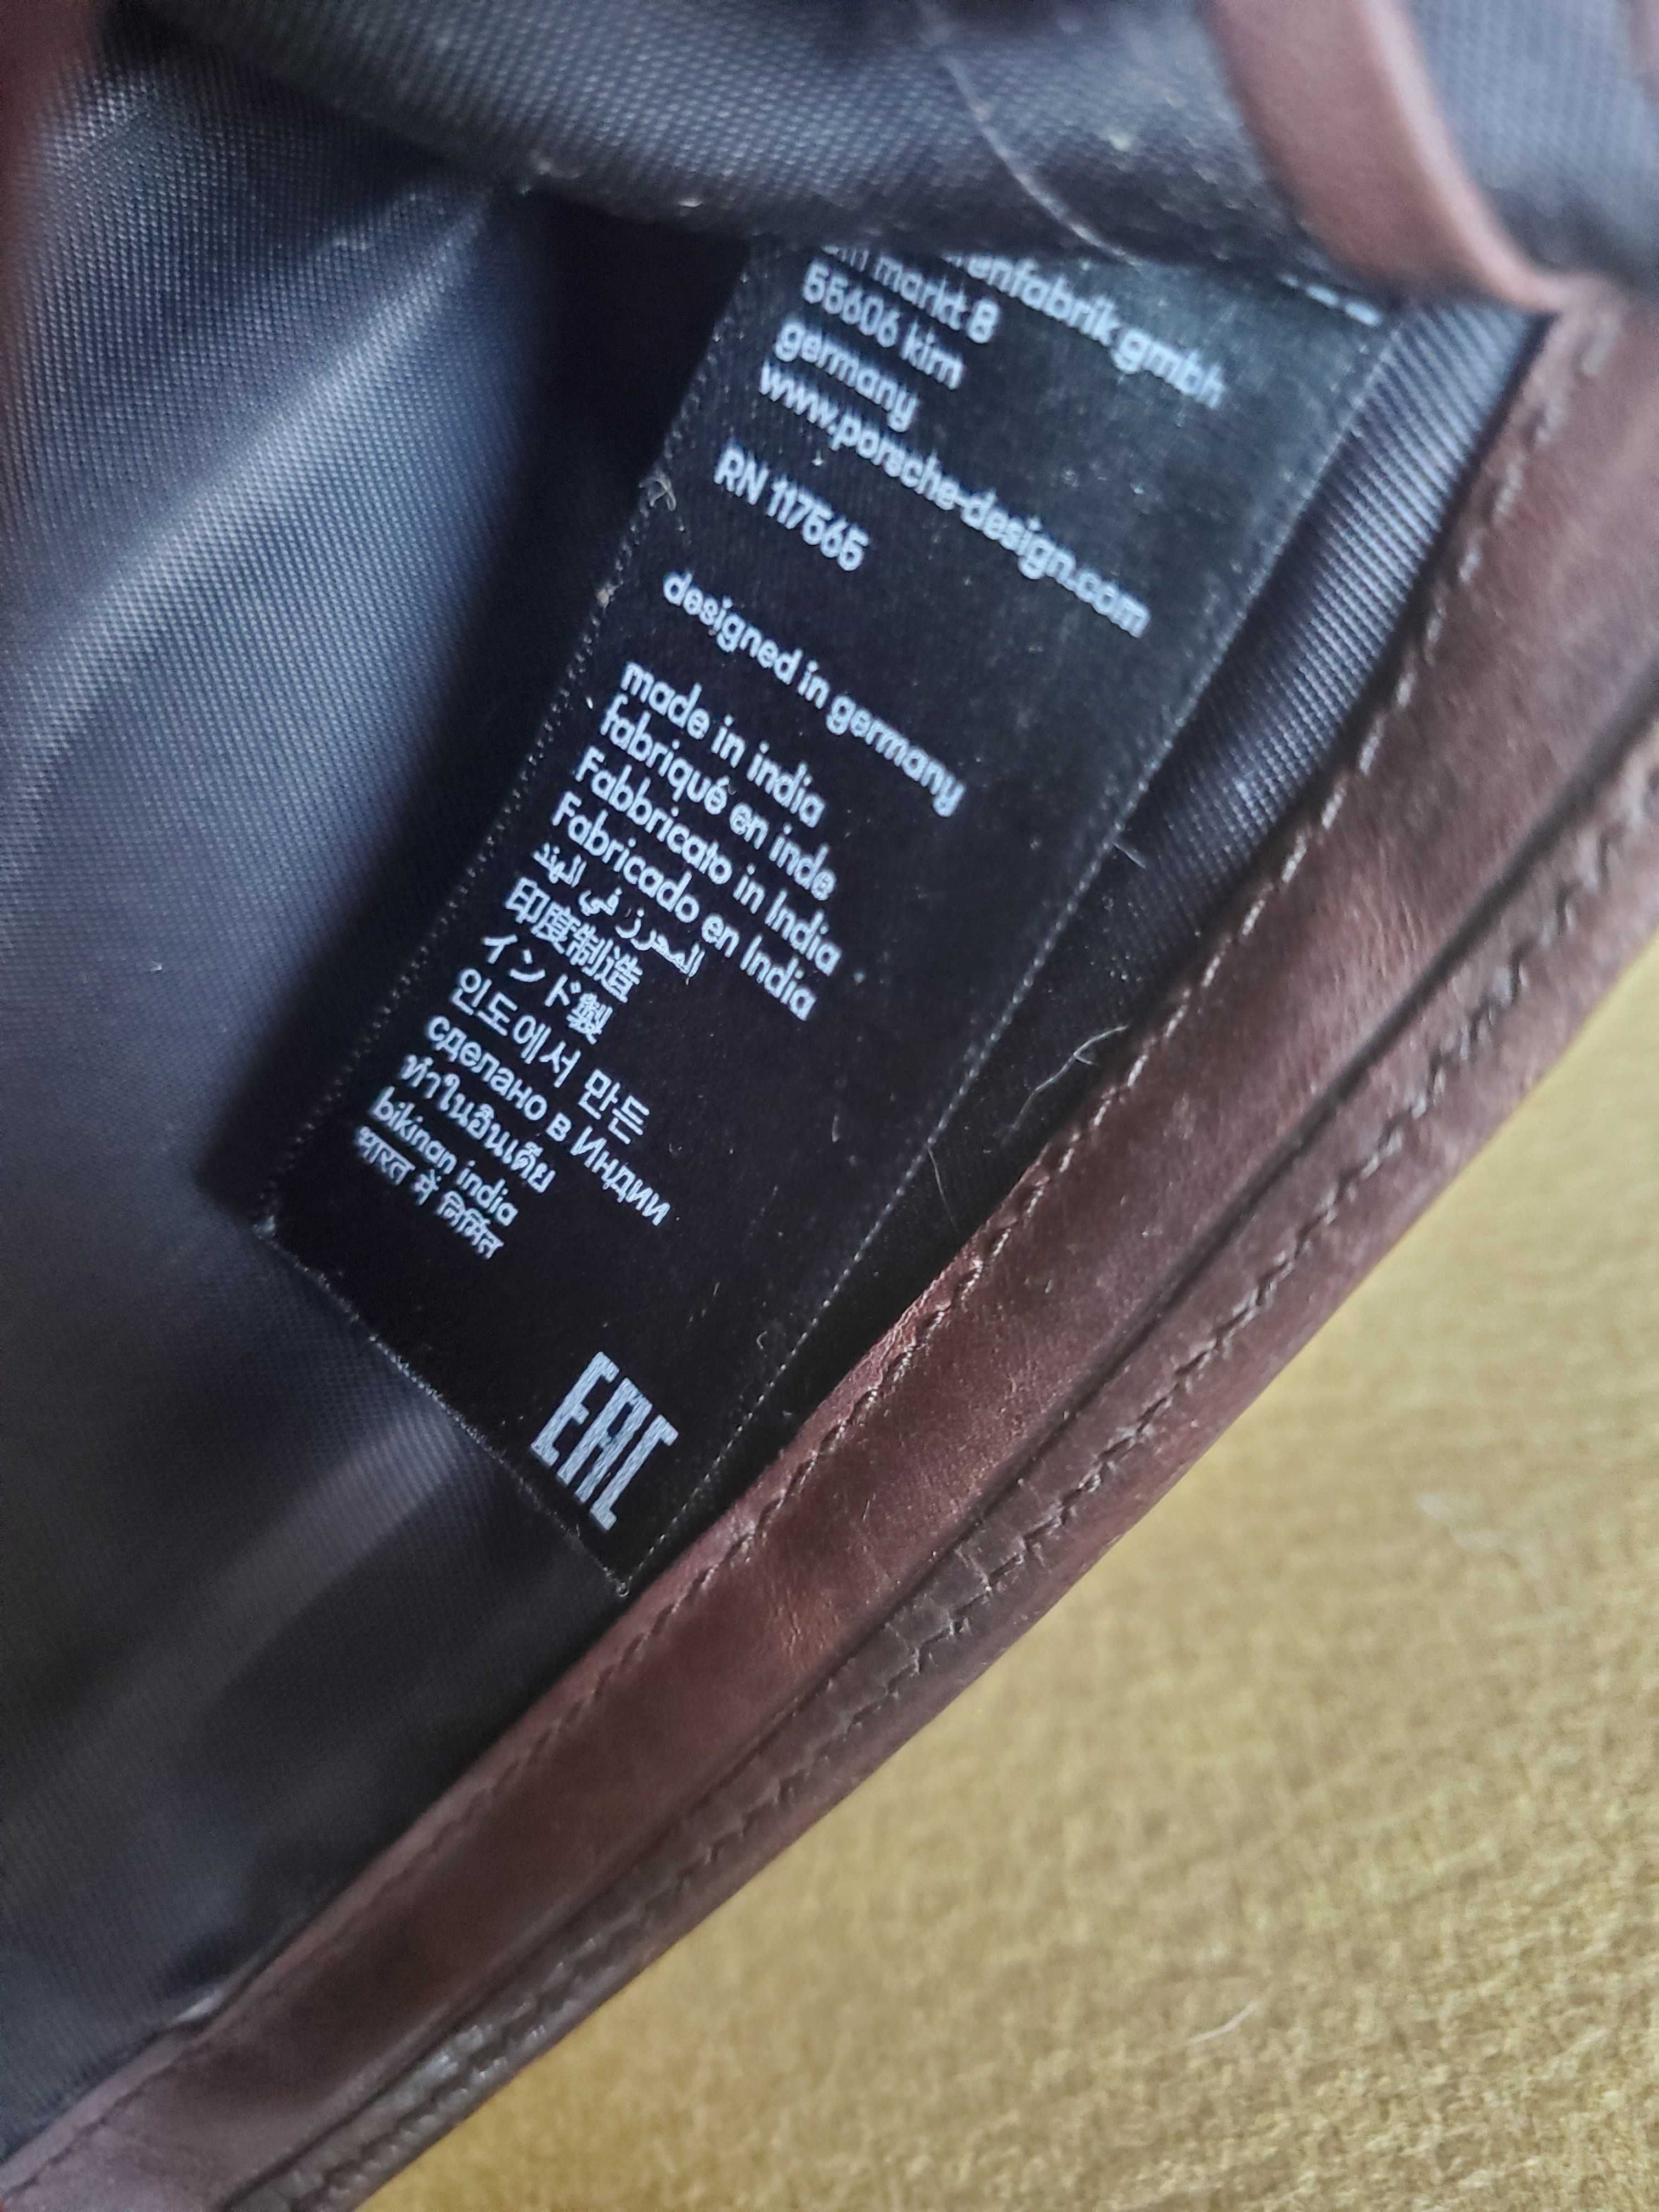 gmbh
markt 8
55606 kirn
germany
www.porsche-design.com
RN 117565
designed in germany
made in india
fabriqué en inde
Fabbricato in India
Fabricado en India
في الهند
印度制造
インド製
인도에서 만든
сделано в Индии
ทำในอินเดีย
bikinan india
भारत में निर्मित
EAC